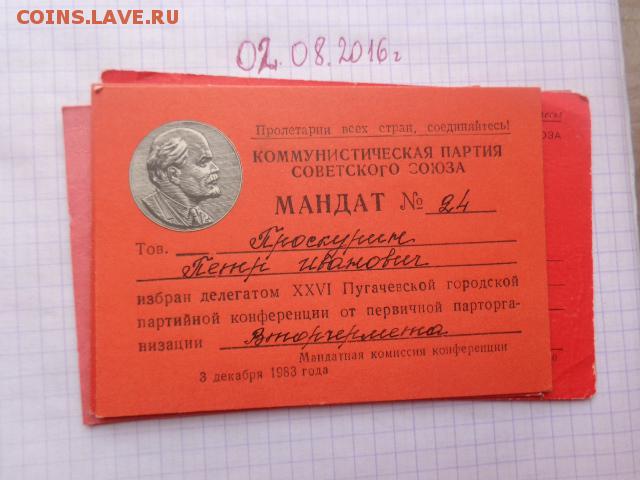 COINS.LAVE.RU
02.08.2016г
Пролетарии всех стран, соединяйтесь!
КОММУНИСТИЧЕСКАЯ ПАРТИЯ
СОВЕТСКОГО СОЮЗА
МАНДАТ № 24
Тов. Проскурин
Петр Иванович
избран делегатом XXVI Пугачевской городской
партийной конференции от первичной парторга-
низации Вторчермета
Мандатная комиссия конференции
3 декабря 1983 года